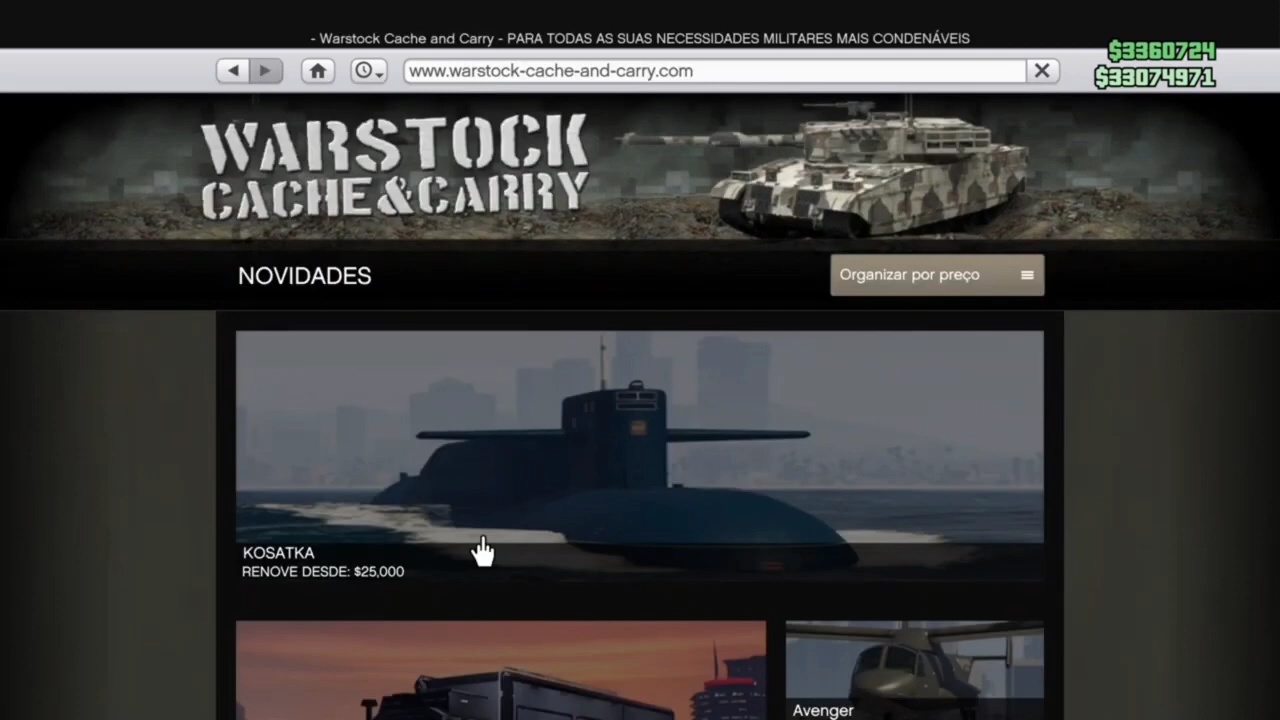 - Warstock Cache and Carry - PARA TODAS AS SUAS NECESSIDADES MILITARES MAIS CONDENÁVEIS
$3360724
www.warstock-cache-and-carry.com
$33074971
WARSTOCK
CACHE&CARRY
NOVIDADES
Organizar por preço
KOSATKA
RENOVE DESDE: $25,000
Avenger